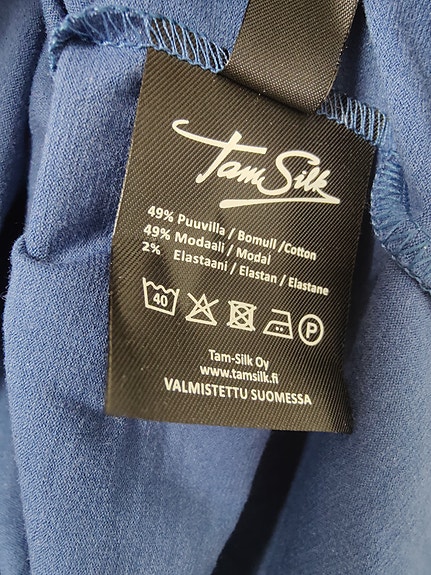 Tam Silk
49% Puuvilla / Bomull /Cotton
49% Modaali / Modal
2% Elastaani / Elastan / Elastane
40 P
Tam-Silk Oy
www.tamsilk.fi
VALMISTETTU SUOMESSA